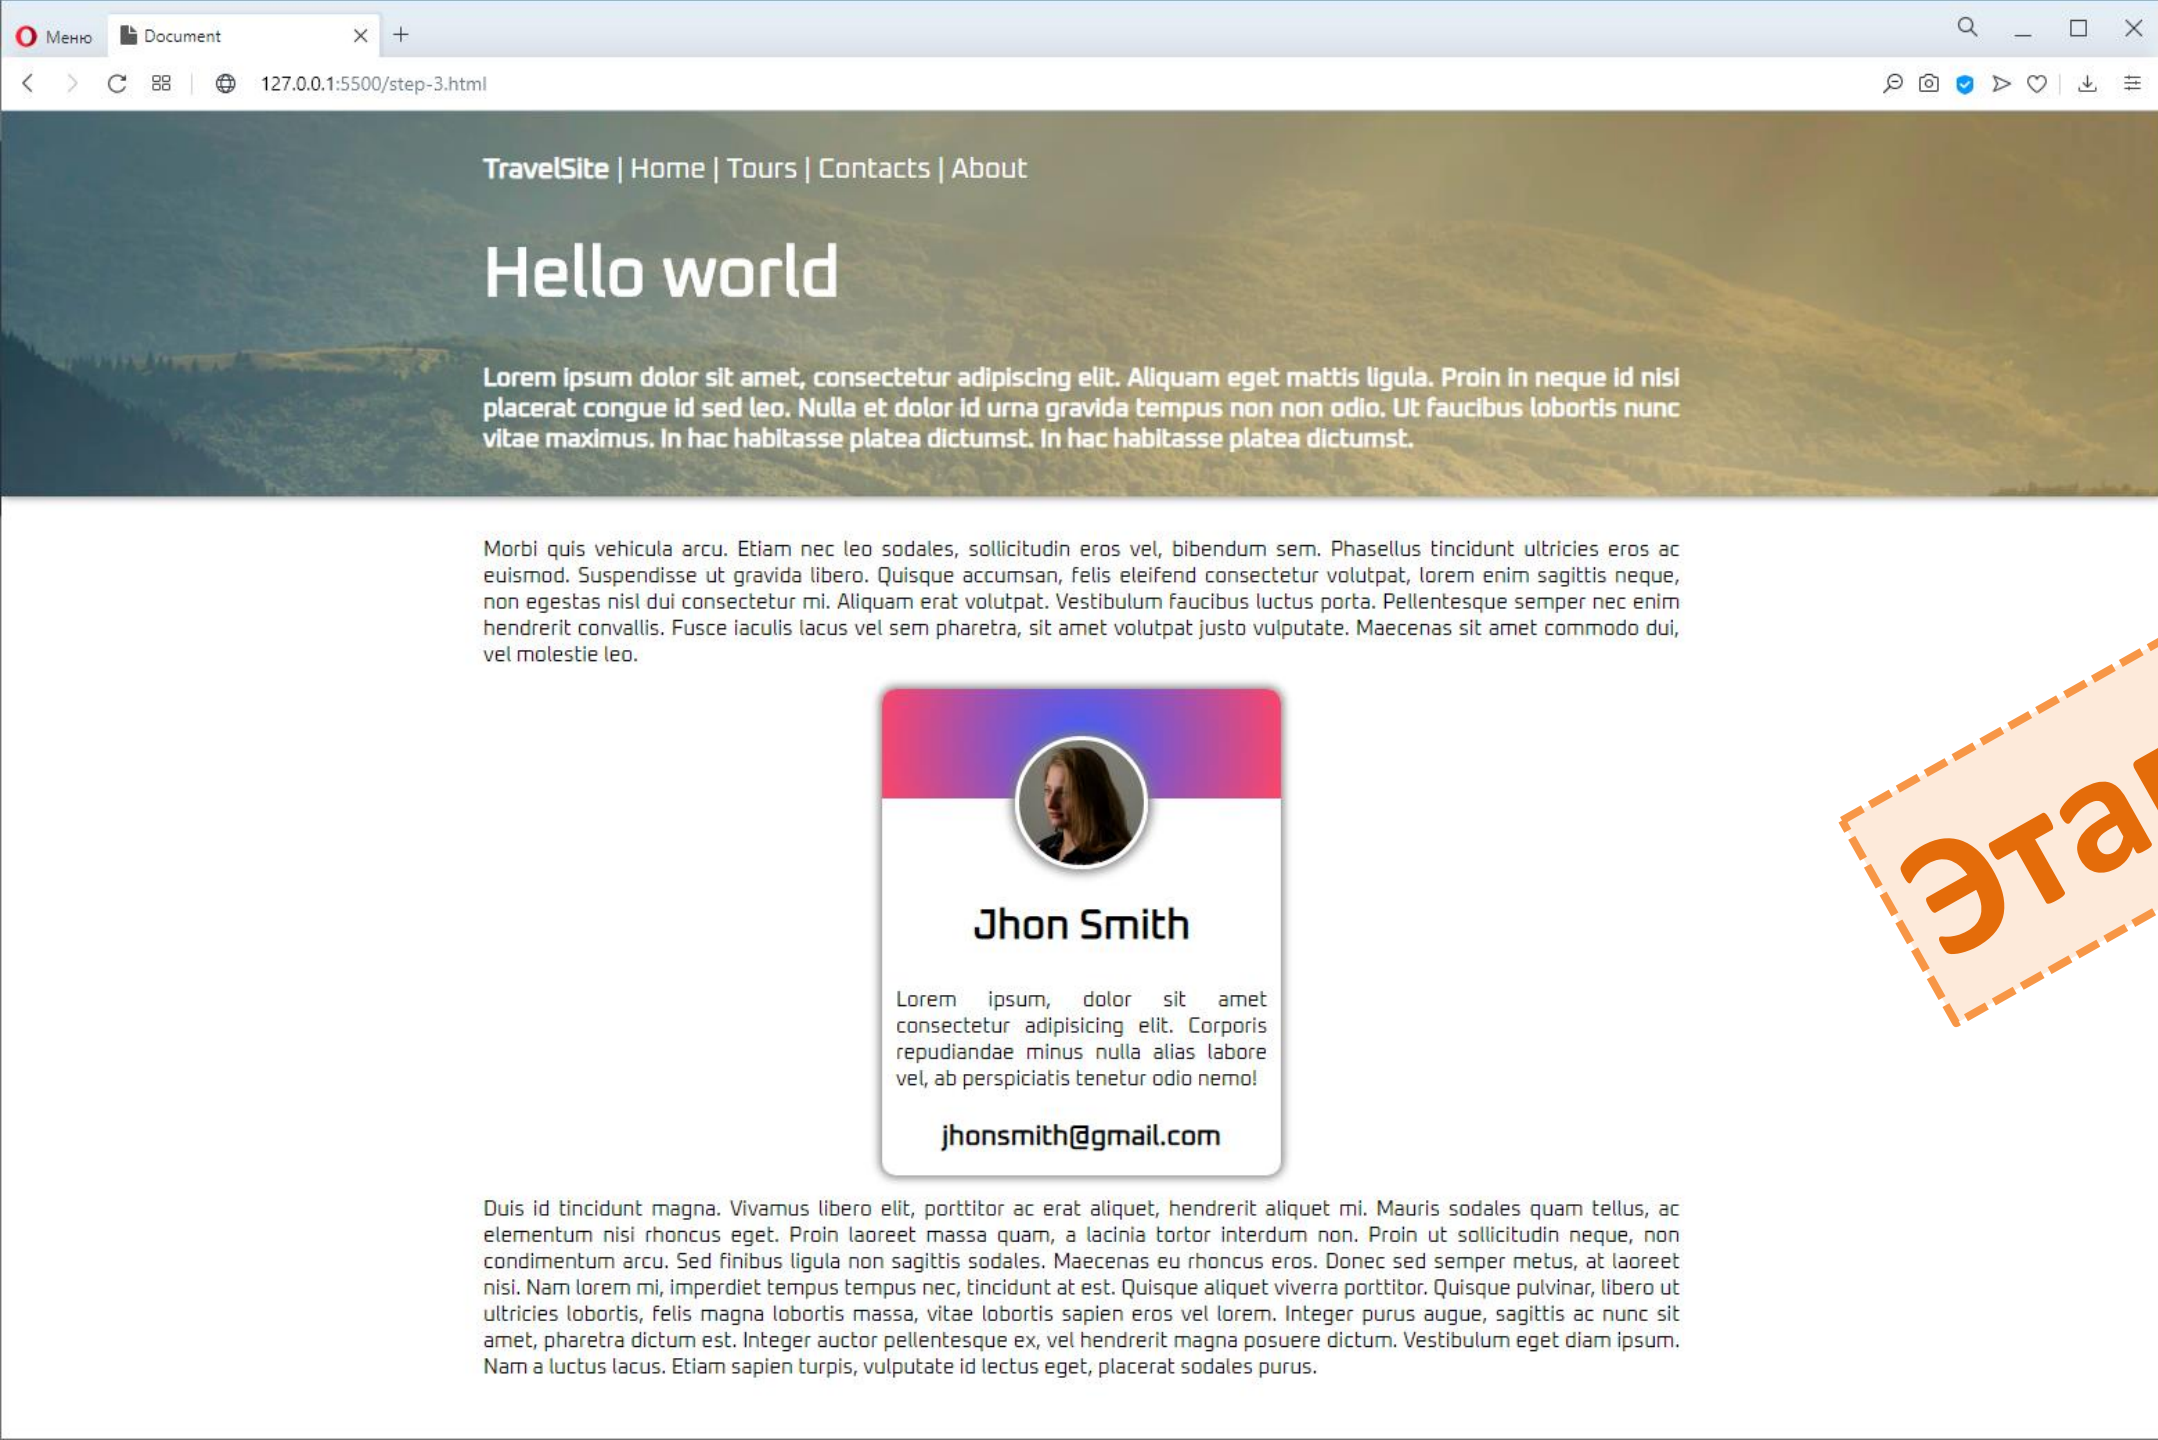 Меню
Document
127.0.0.1:5500/step-3.html
TravelSite | Home | Tours | Contacts | About
Hello world
Lorem ipsum dolor sit amet, consectetur adipiscing elit. Aliquam eget mattis ligula. Proin in neque id nisi
placerat congue id sed leo. Nulla et dolor id urna gravida tempus non non odio. Ut faucibus lobortis nunc
vitae maximus. In hac habitasse platea dictumst. In hac habitasse platea dictumst.
Morbi quis vehicula arcu. Etiam nec leo sodales, sollicitudin eros vel, bibendum sem. Phasellus tincidunt ultricies eros ac
euismod. Suspendisse ut gravida libero. Quisque accumsan, felis eleifend consectetur volutpat, lorem enim sagittis neque,
non egestas nisl dui consectetur mi. Aliquam erat volutpat. Vestibulum faucibus luctus porta. Pellentesque semper nec enim
hendrerit convallis. Fusce iaculis lacus vel sem pharetra, sit amet volutpat justo vulputate. Maecenas sit amet commodo dui,
vel molestie leo.
Jhon Smith
Lorem ipsum, dolor sit amet
consectetur adipisicing elit. Corporis
repudiandae minus nulla alias labore
vel, ab perspiciatis tenetur odio nemo!
jhonsmith@gmail.com
Duis id tincidunt magna. Vivamus libero elit, porttitor ac erat aliquet, hendrerit aliquet mi. Mauris sodales quam tellus, ac
elementum nisi rhoncus eget. Proin laoreet massa quam, a lacinia tortor interdum non. Proin ut sollicitudin neque, non
condimentum arcu. Sed finibus ligula non sagittis sodales. Maecenas eu rhoncus eros. Donec sed semper metus, at laoreet
nisi. Nam lorem mi, imperdiet tempus tempus nec, tincidunt at est. Quisque aliquet viverra porttitor. Quisque pulvinar, libero ut
ultricies lobortis, felis magna lobortis massa, vitae lobortis sapien eros vel lorem. Integer purus augue, sagittis ac nunc sit
amet, pharetra dictum est. Integer auctor pellentesque ex, vel hendrerit magna posuere dictum. Vestibulum eget diam ipsum.
Nam a luctus lacus. Etiam sapien turpis, vulputate id lectus eget, placerat sodales purus.